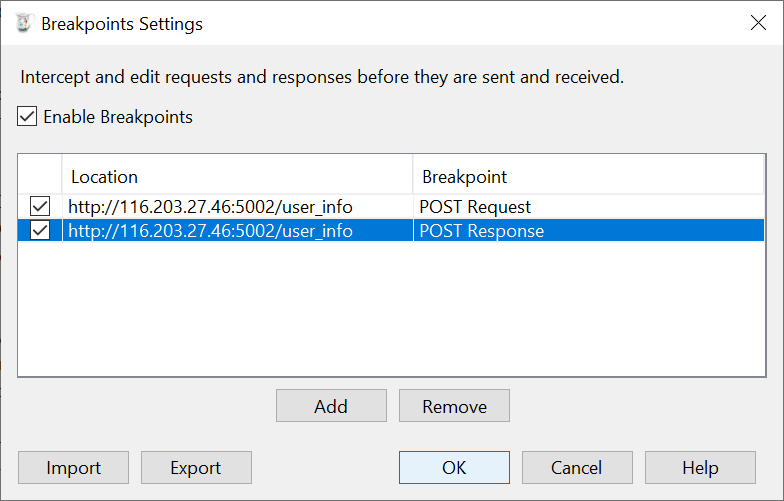 Breakpoints Settings
Intercept and edit requests and responses before they are sent and received.
Enable Breakpoints
Location Breakpoint
http://116.203.27.46:5002/user_info POST Request
http://116.203.27.46:5002/user_info POST Response
Add Remove
Import Export OK Cancel Help